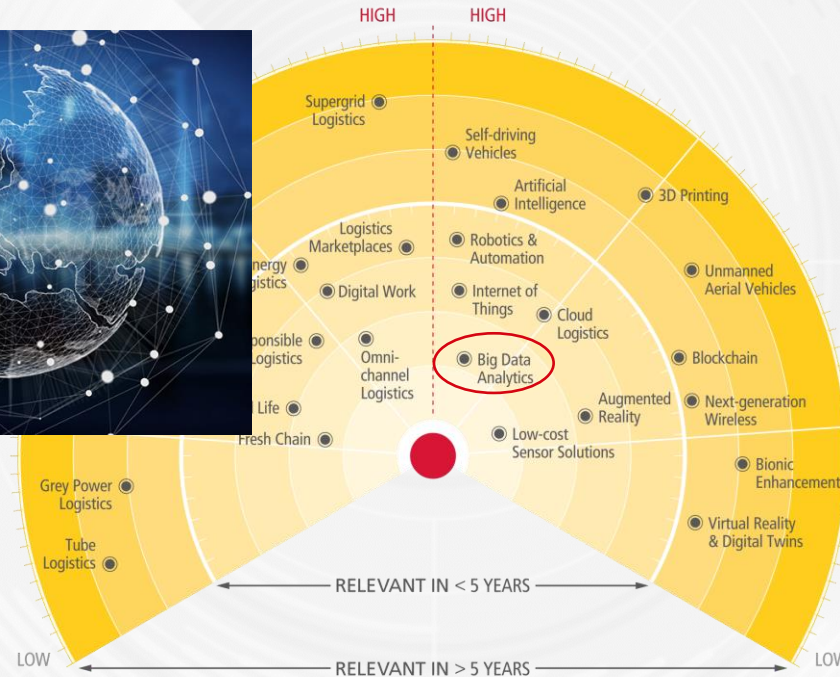 HIGH
HIGH
Supergrid
Logistics
Self-driving
Vehicles
Artificial
Intelligence
3D Printing
Logistics
Marketplaces
Robotics &
Automation
Unmanned
Aerial Vehicles
Digital Work
Internet of
Things
Cloud
Logistics
Logistics
Omni-
channel
Logistics
Big Data
Analytics
Blockchain
Life
Augmented
Reality
Next-generation
Wireless
Fresh Chain
Low-cost
Sensor Solutions
Grey Power
Logistics
Bionic
Enhancement
Tube
Logistics
Virtual Reality
& Digital Twins
RELEVANT IN < 5 YEARS
LOW
LOW
RELEVANT IN > 5 YEARS